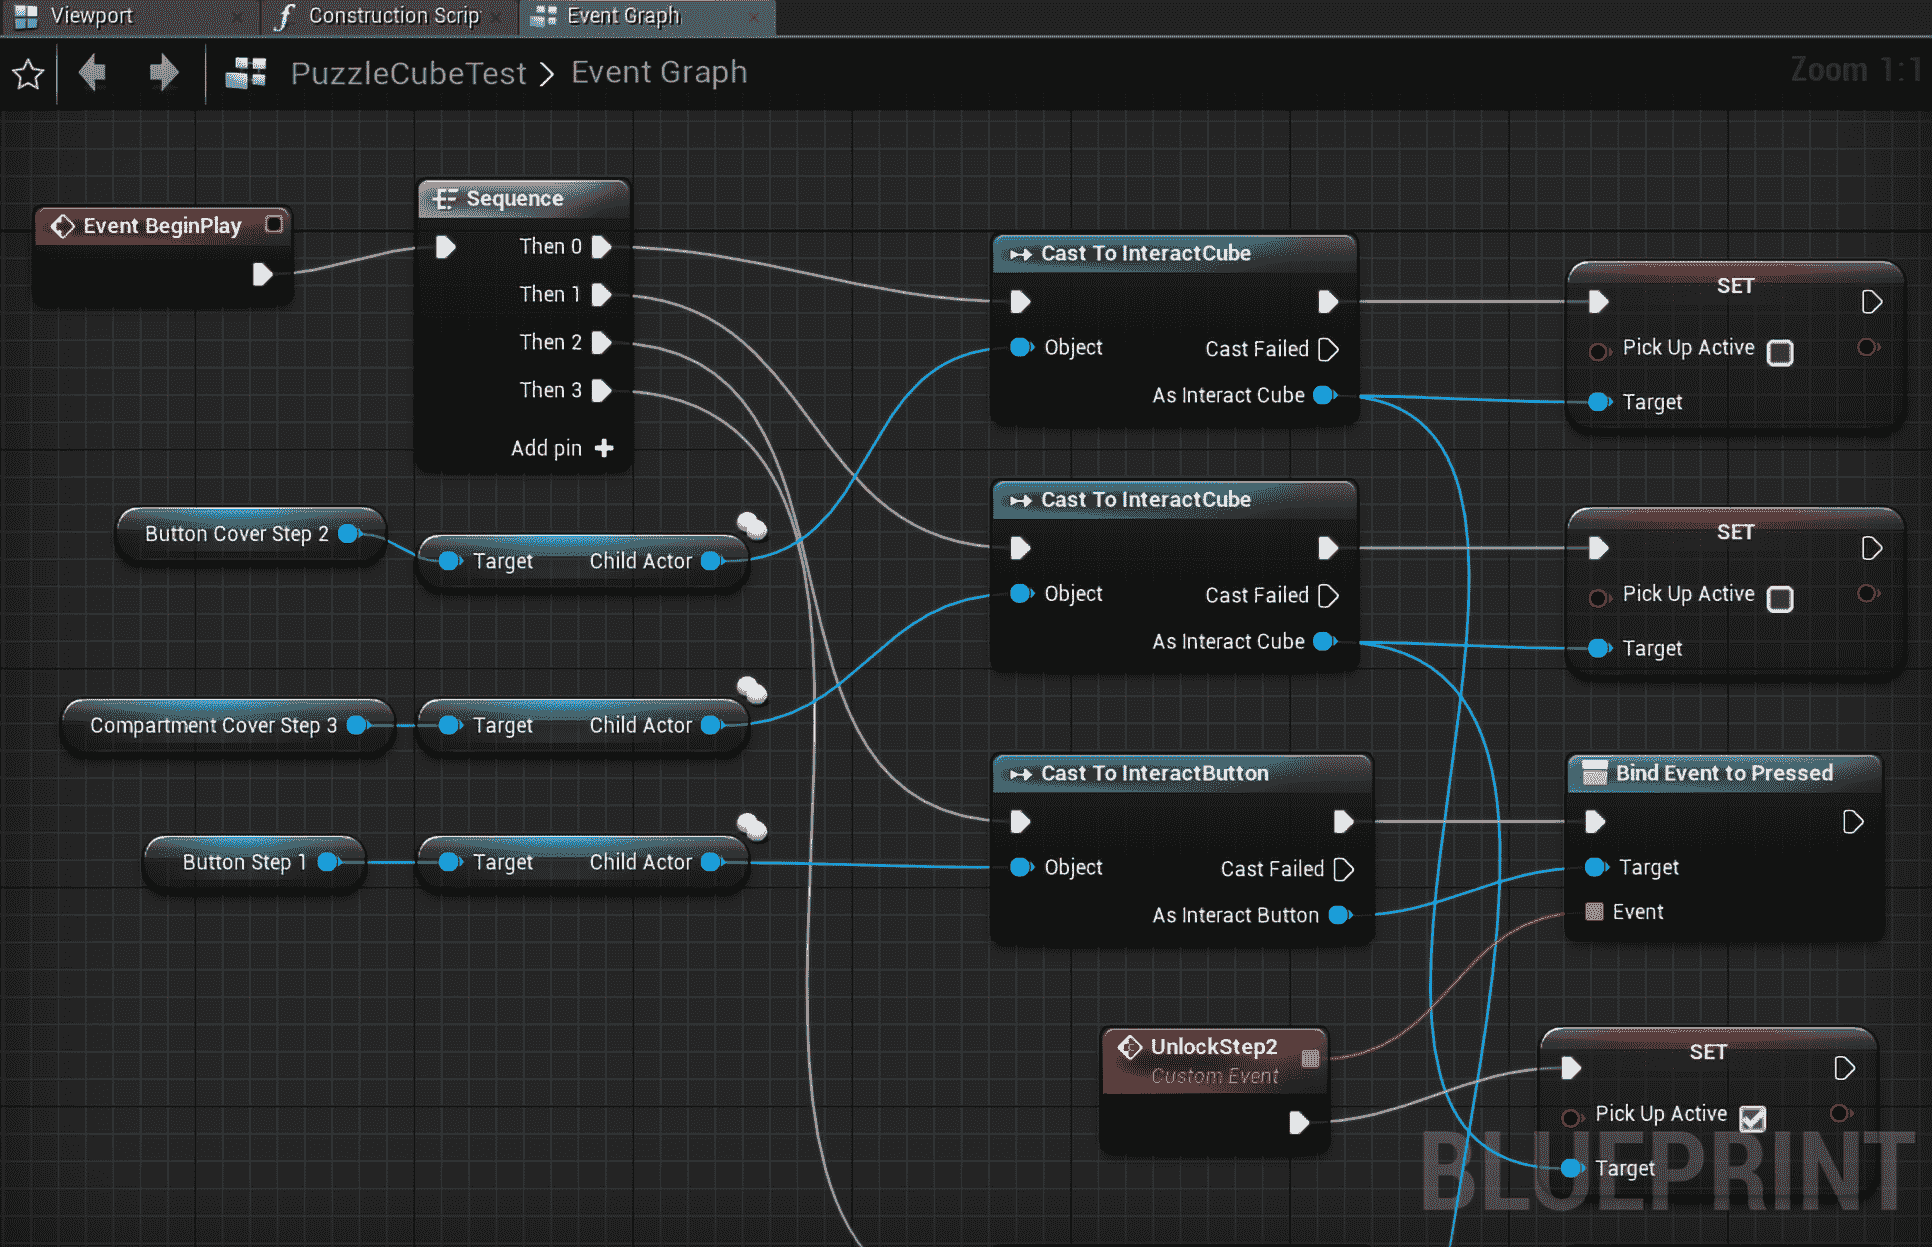 Viewport
Construction Scrip
Event Graph
PuzzleCubeTest > Event Graph
Zoom 1:1
Event BeginPlay
Sequence
Then 0
Then 1
Then 2
Then 3
Add pin
Cast To InteractCube
Object
Cast Failed
As Interact Cube
SET
Pick Up Active
Target
Button Cover Step 2
Target Child Actor
Cast To InteractCube
Object
Cast Failed
As Interact Cube
SET
Pick Up Active
Target
Compartment Cover Step 3
Target Child Actor
Button Step 1
Target Child Actor
Cast To InteractButton
Object
Cast Failed
As Interact Button
Bind Event to Pressed
Target
Event
UnlockStep2
Custom Event
SET
Pick Up Active
Target
BLUEPRINT